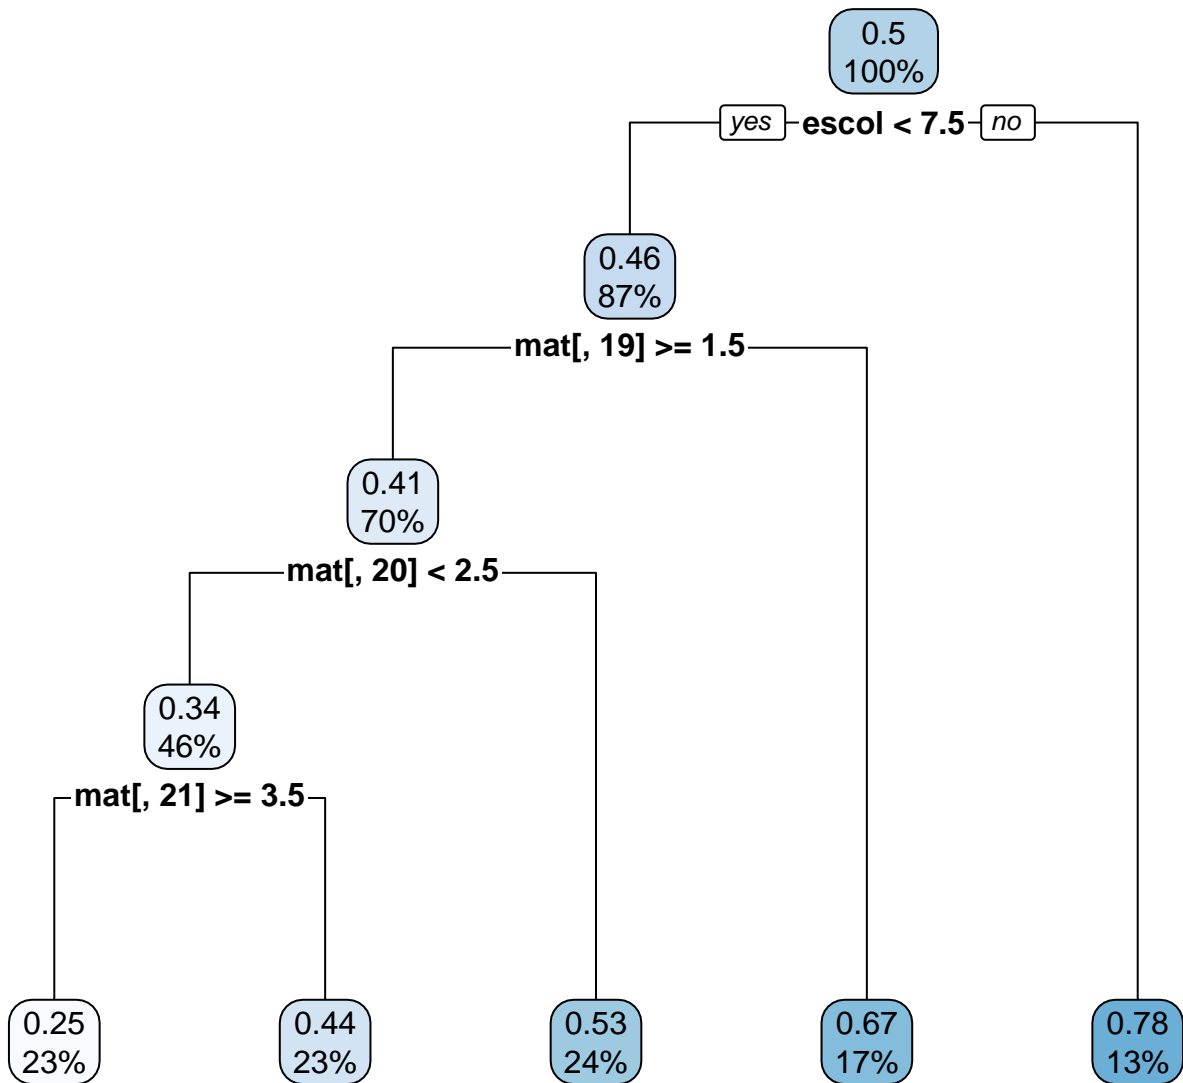 0.5
100%
yes escol < 7.5 no
0.46
87%
mat[, 19] >= 1.5
0.41
70%
mat[, 20] < 2.5
0.34
46%
mat[, 21] >= 3.5
0.25 0.44 0.53 0.67 0.78
23% 23% 24% 17% 13%